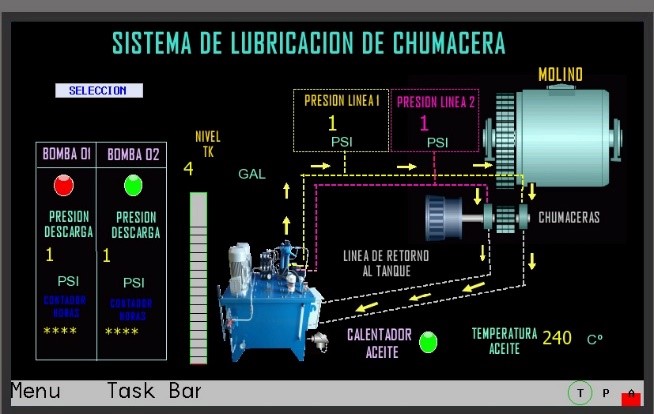 SISTEMA DE LUBRICACION DE CHUMACERA
SELECCION
MOLINO
PRESION LINEA 1
1
PSI
PRESION LINEA 2
1
PSI
NIVEL
TK
4
GAL
BOMBA 01
BOMBA 02
PRESION
DESCARGA
1
PSI
CONTADOR
HORAS
****
PRESION
DESCARGA
1
PSI
CONTADOR
HORAS
****
CHUMACERAS
LINEA DE RETORNO
AL TANQUE
CALENTADOR
ACEITE
TEMPERATURA
ACEITE
240 Cº
Menu Task Bar
T P A